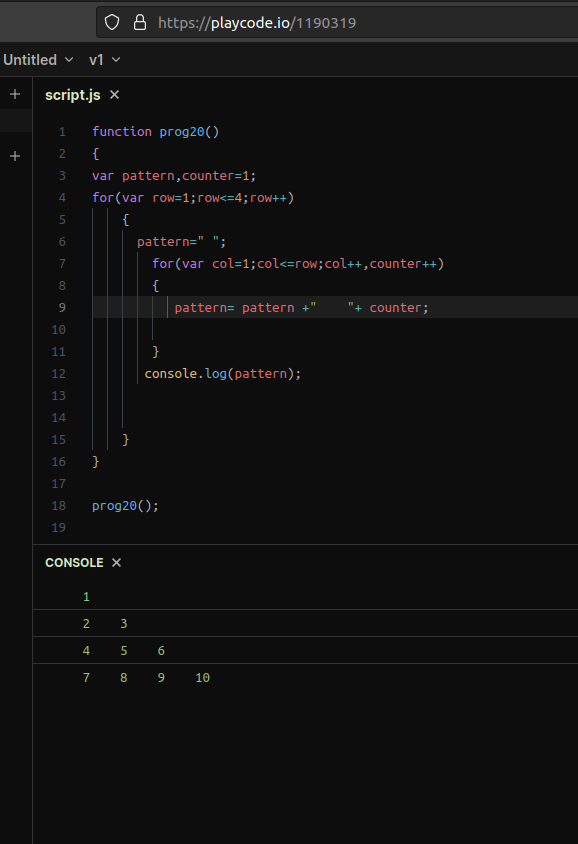 https://playcode.io/1190319
Untitled v1
script.js
1 function prog20()
2 {
3 var pattern,counter=1;
4 for(var row=1;row<=4;row++)
5 {
6 pattern=" ";
7 for(var col=1;col<=row;col++,counter++)
8 {
9 pattern= pattern +"    "+ counter;
10
11 }
12 console.log(pattern);
13
14
15 }
16 }
17
18 prog20();
19
CONSOLE
1
2 3
4 5 6
7 8 9 10